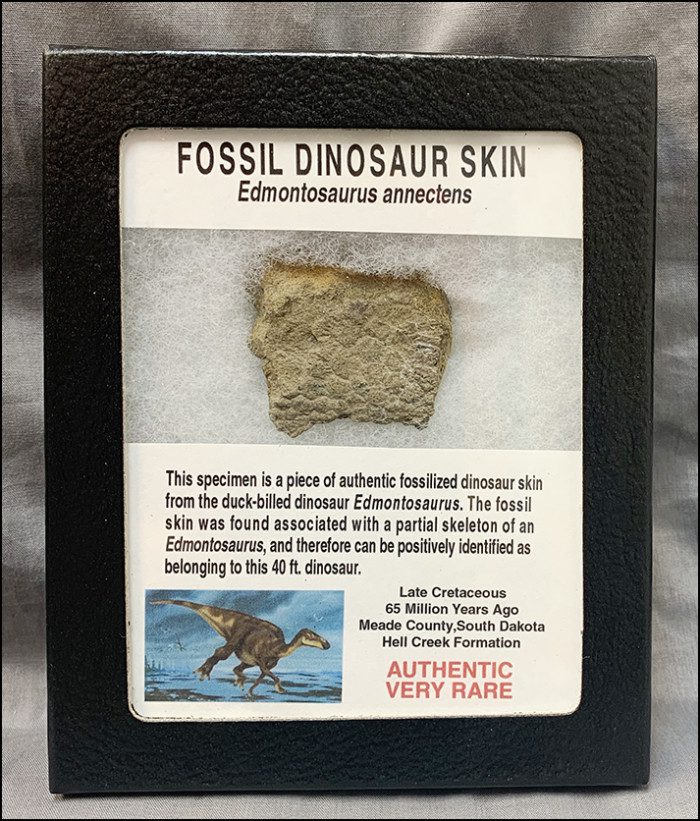 FOSSIL DINOSAUR SKIN
Edmontosaurus annectens
This specimen is a piece of authentic fossilized dinosaur skin
from the duck-billed dinosaur Edmontosaurus. The fossil
skin was found associated with a partial skeleton of an
Edmontosaurus, and therefore can be positively identified as
belonging to this 40 ft. dinosaur.
Late Cretaceous
65 Million Years Ago
Meade County,South Dakota
Hell Creek Formation
AUTHENTIC
VERY RARE